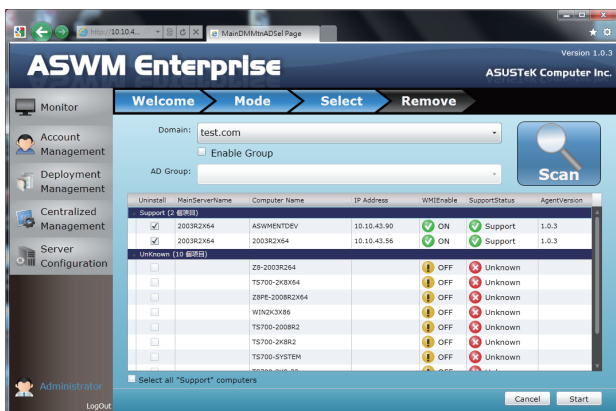 http://10.10.4...
MainDMMtnADSel Page
Version 1.0.3
ASWM Enterprise
ASUSTeK Computer Inc.
Monitor
Account
Management
Deployment
Management
Centralized
Management
Server
Configuration
Administrator
LogOut
Welcome Mode Select Remove
Domain: test.com
Enable Group
AD Group:
Scan
Uninstall MainServerName Computer Name IP Address WMIEnable SupportStatus AgentVersion
Support (2 個項目)
2003R2X64 ASWMENTDEV 10.10.43.90 ON Support 1.0.3
2003R2X64 2003R2X64 10.10.43.56 ON Support 1.0.3
UnKnown (10 個項目)
Z8-2003R264 OFF Unknown
TS700-2K8X64 OFF Unknown
Z8PE-2008R2X64 OFF Unknown
WIN2K3X86 OFF Unknown
TS700-2008R2 OFF Unknown
TS700-2K8R2 OFF Unknown
TS700-SYSTEM OFF Unknown
Select all "Support" computers
Cancel Start